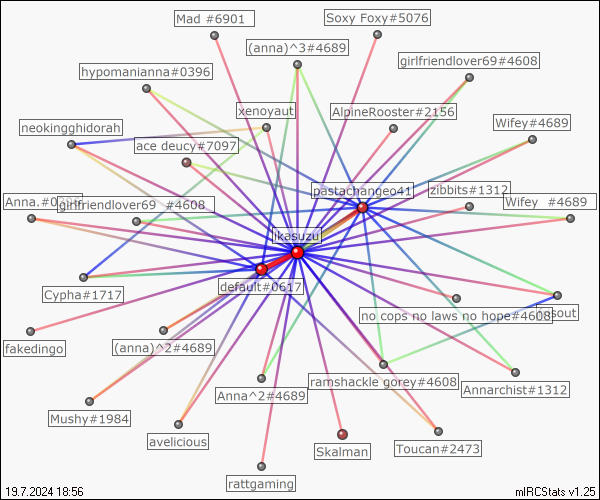 Mad #6901
Soxy Foxy#5076
(anna)^3#4689
girlfriendlover69#4608
hypomanianna#0396
xenoyaut
AlpineRooster#2156
neokingghidorah
Wifey#4689
ace deucy#7097
pastachangeo41
zibbits#1312
Anna.#0
girlfriendlover69 #4608
Wifey #4689
ikasuzu
default#0617
Cypha#1717
no cops no laws no hope#4608
sout
fakedingo
(anna)^2#4689
ramshackle gorey#4608
Anna^2#4689
Annarchist#1312
Mushy#1984
avelicious
Skalman
Toucan#2473
rattgaming
19.7.2024 18:56
mIRCStats v1.25